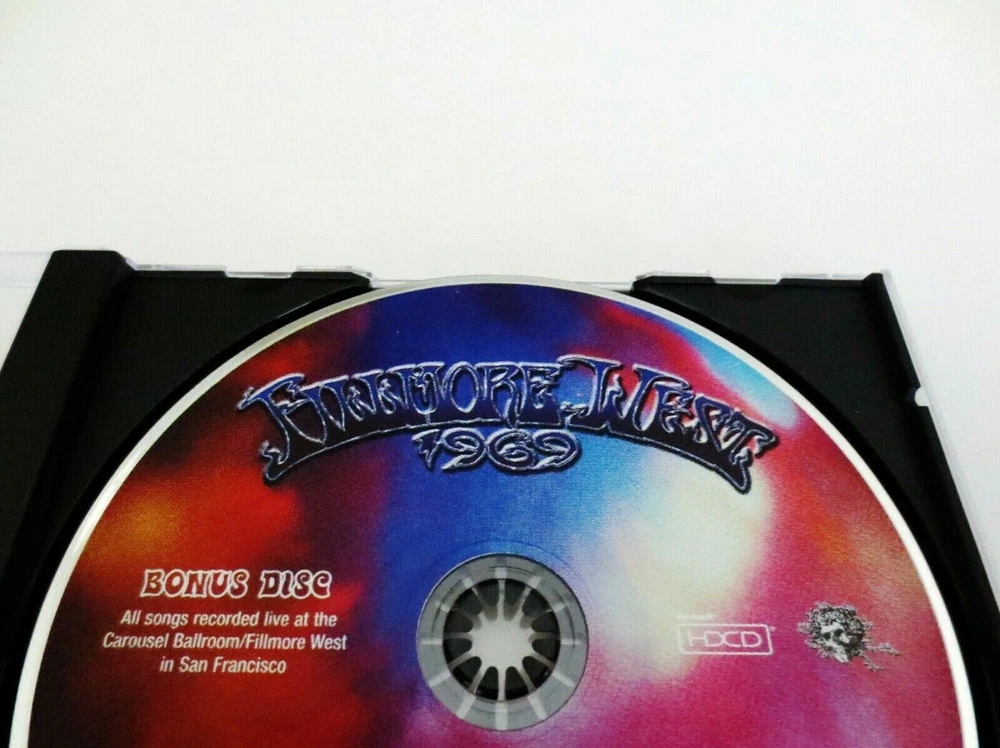 FILLMORE WEST
1969
BONUS DISC
All songs recorded live at the
Carousel Ballroom/Fillmore West
in San Francisco
HDCD®